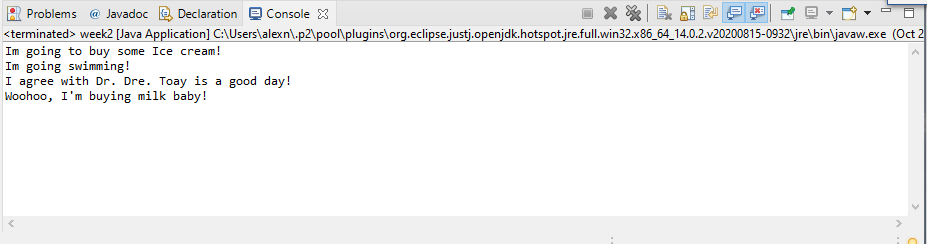 Problems @ Javadoc Declaration Console
<terminated> week2 [Java Application] C:\Users\alexn\.p2\pool\plugins\org.eclipse.justj.openjdk.hotspot.jre.full.win32.x86_64_14.0.2.v20200815-0932\jre\bin\javaw.exe (Oct 2
Im going to buy some Ice cream!
Im going swimming!
I agree with Dr. Dre. Toay is a good day!
Woohoo, I'm buying milk baby!